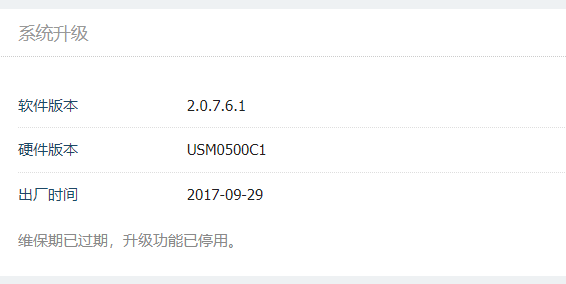 系统升级
软件版本 2.0.7.6.1
硬件版本 USM0500C1
出厂时间 2017-09-29
维保期已过期，升级功能已停用。